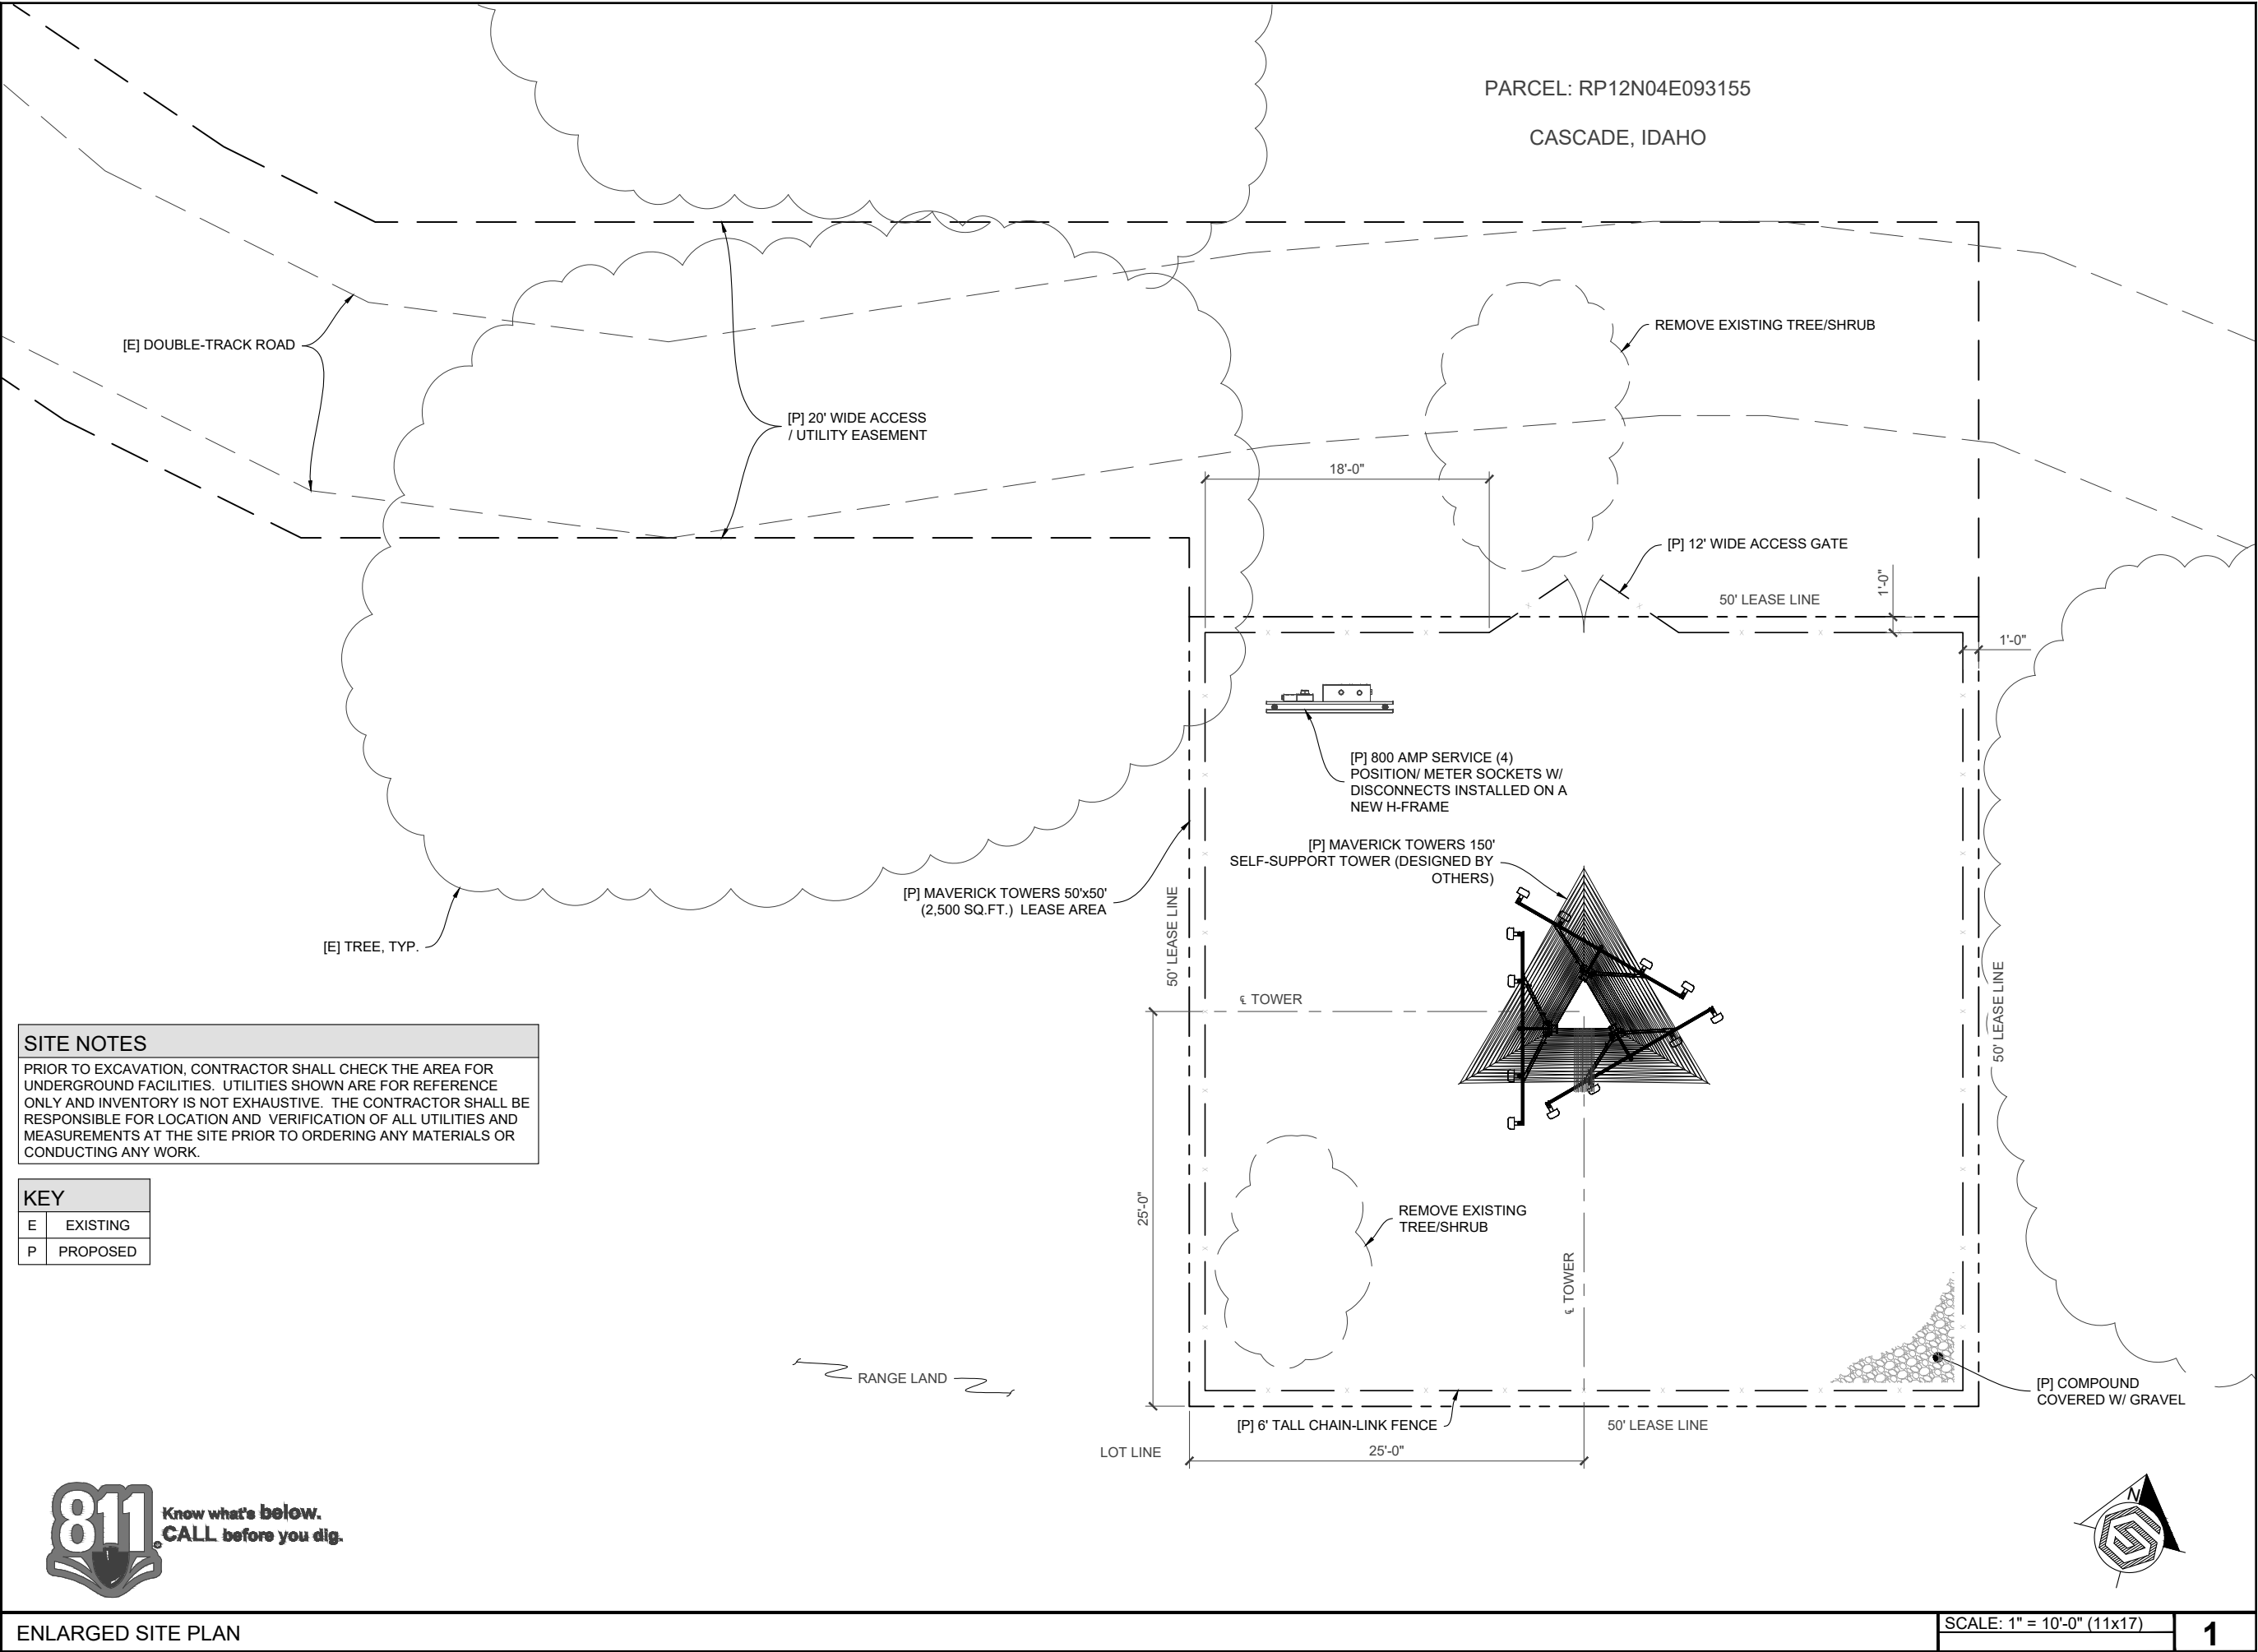 PARCEL: RP12N04E093155
CASCADE, IDAHO
REMOVE EXISTING TREE/SHRUB
[E] DOUBLE-TRACK ROAD
[P] 20' WIDE ACCESS
/ UTILITY EASEMENT
18'-0"
[P] 12' WIDE ACCESS GATE
50' LEASE LINE
1'-0"
1'-0"
[P] 800 AMP SERVICE (4)
POSITION/ METER SOCKETS W/
DISCONNECTS INSTALLED ON A
NEW H-FRAME
[P] MAVERICK TOWERS 150'
SELF-SUPPORT TOWER (DESIGNED BY
OTHERS)
[P] MAVERICK TOWERS 50'x50'
(2,500 SQ.FT.) LEASE AREA
50' LEASE LINE
[E] TREE, TYP.
50' LEASE LINE
℄ TOWER
SITE NOTES
PRIOR TO EXCAVATION, CONTRACTOR SHALL CHECK THE AREA FOR
UNDERGROUND FACILITIES. UTILITIES SHOWN ARE FOR REFERENCE
ONLY AND INVENTORY IS NOT EXHAUSTIVE. THE CONTRACTOR SHALL BE
RESPONSIBLE FOR LOCATION AND VERIFICATION OF ALL UTILITIES AND
MEASUREMENTS AT THE SITE PRIOR TO ORDERING ANY MATERIALS OR
CONDUCTING ANY WORK.
KEY
E EXISTING
P PROPOSED
25'-0"
REMOVE EXISTING
TREE/SHRUB
℄ TOWER
RANGE LAND
[P] COMPOUND
COVERED W/ GRAVEL
[P] 6' TALL CHAIN-LINK FENCE
50' LEASE LINE
LOT LINE
25'-0"
811
Know what's below.
CALL before you dig.
N
ENLARGED SITE PLAN
SCALE: 1" = 10'-0" (11x17)
1